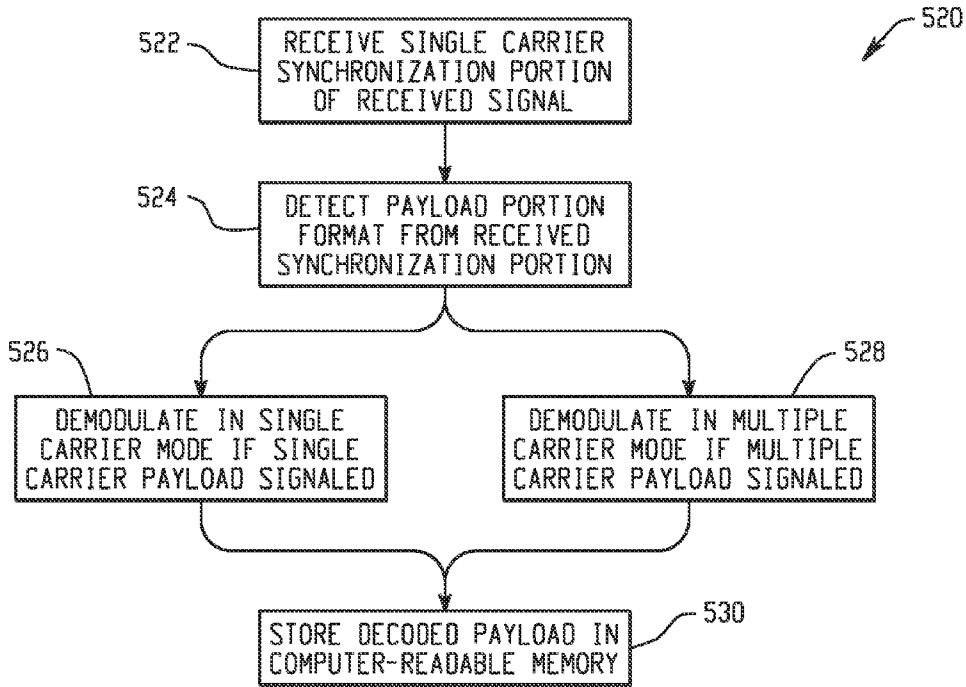 520
522
RECEIVE SINGLE CARRIER
SYNCHRONIZATION PORTION
OF RECEIVED SIGNAL
524
DETECT PAYLOAD PORTION
FORMAT FROM RECEIVED
SYNCHRONIZATION PORTION
526
DEMODULATE IN SINGLE
CARRIER MODE IF SINGLE
CARRIER PAYLOAD SIGNALED
528
DEMODULATE IN MULTIPLE
CARRIER MODE IF MULTIPLE
CARRIER PAYLOAD SIGNALED
530
STORE DECODED PAYLOAD IN
COMPUTER-READABLE MEMORY